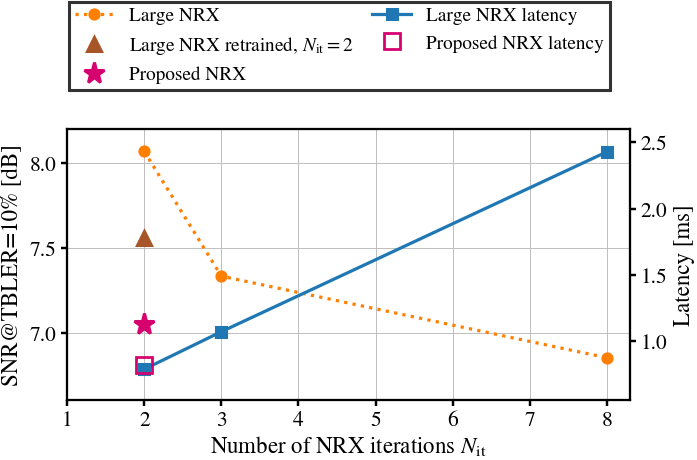 Large NRX
Large NRX retrained, N_it = 2
Proposed NRX
Large NRX latency
Proposed NRX latency
SNR@TBLER=10% [dB]
8.0
7.5
7.0
2.5
2.0
1.5
1.0
Latency [ms]
1 2 3 4 5 6 7 8
Number of NRX iterations N_it